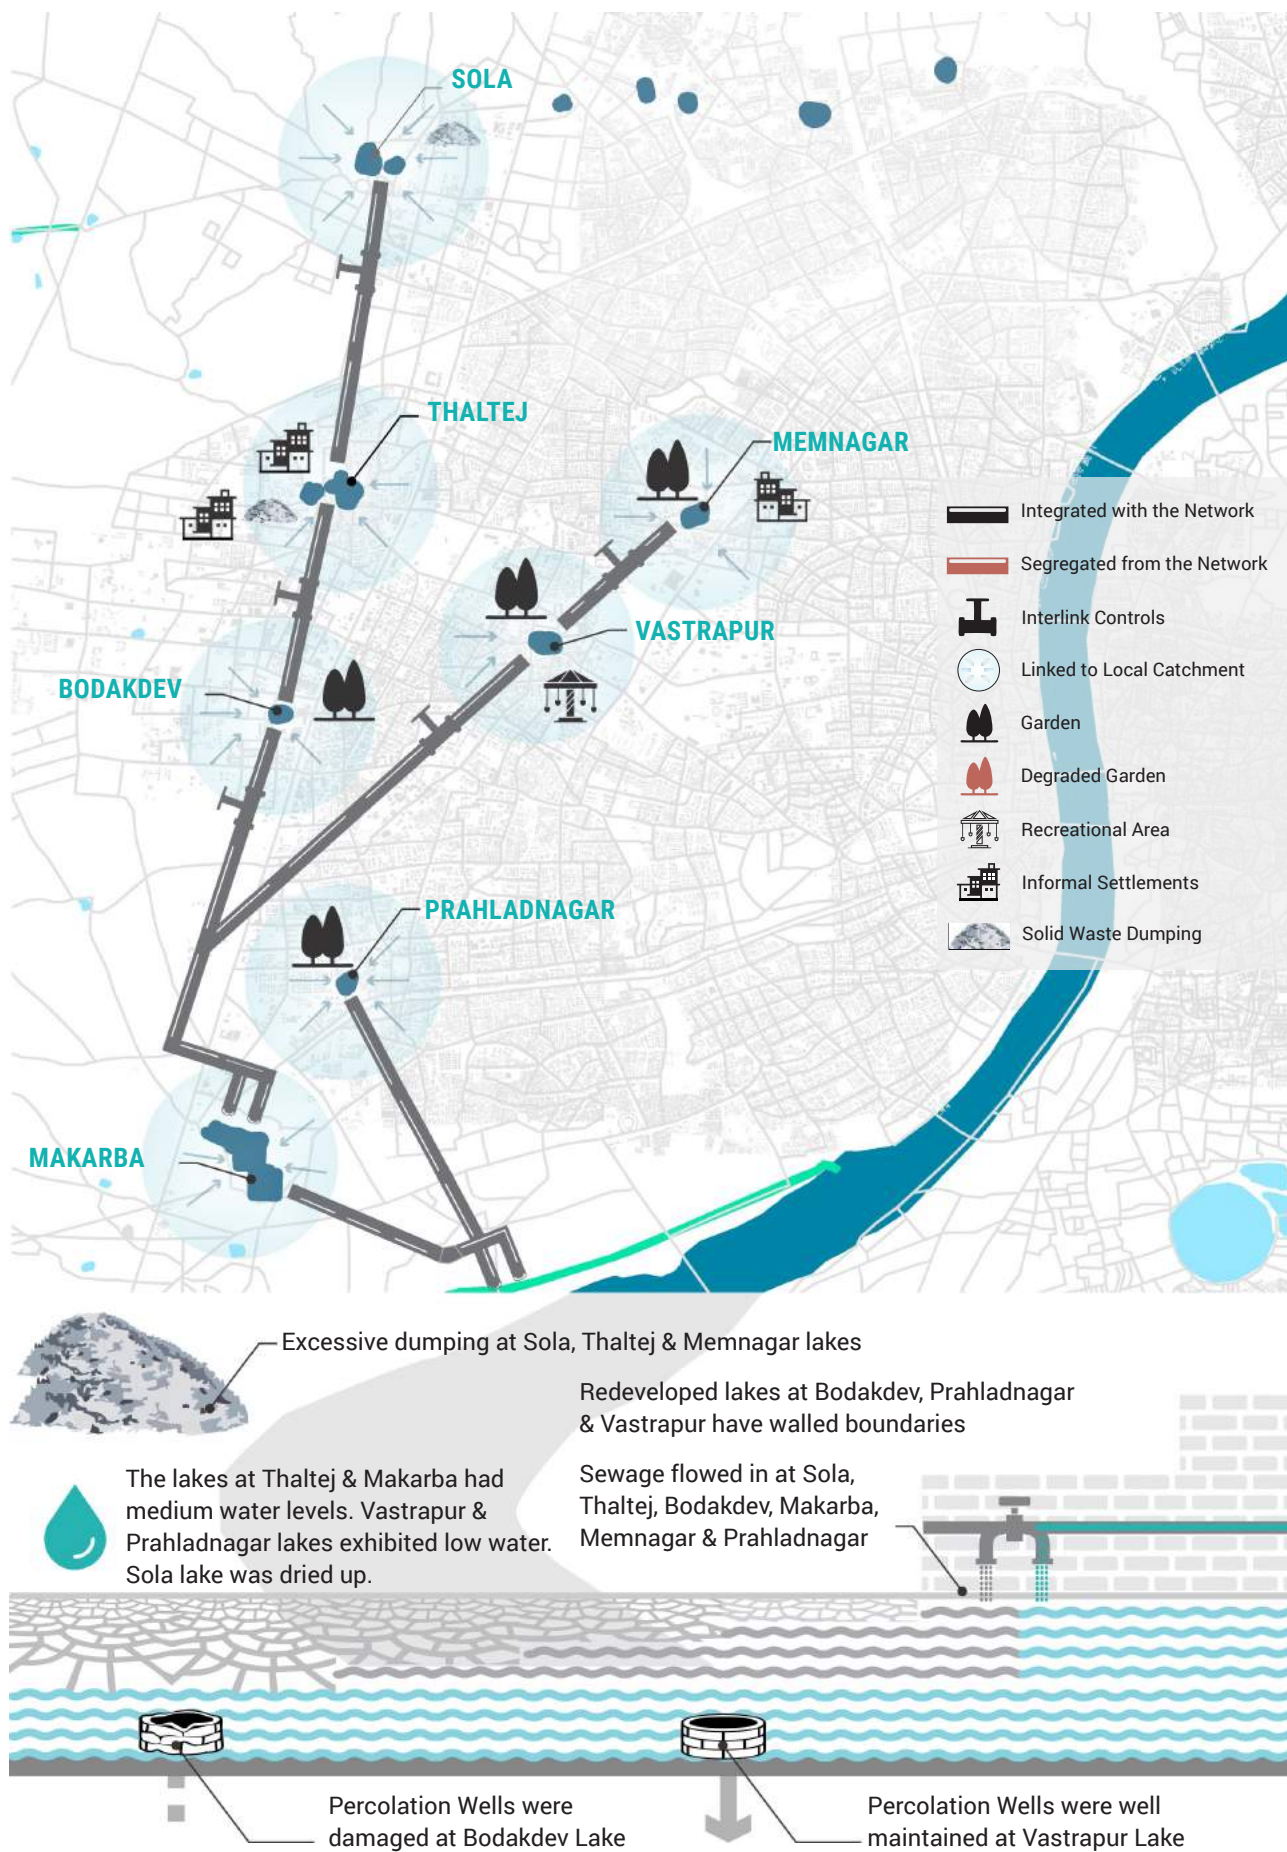 SOLA
THALTEJ
MEMNAGAR
VASTRAPUR
BODAKDEV
PRAHLADNAGAR
MAKARBA
Integrated with the Network
Segregated from the Network
Interlink Controls
Linked to Local Catchment
Garden
Degraded Garden
Recreational Area
Informal Settlements
Solid Waste Dumping
Excessive dumping at Sola, Thaltej & Memnagar lakes
Redeveloped lakes at Bodakdev, Prahladnagar
& Vastrapur have walled boundaries
The lakes at Thaltej & Makarba had
medium water levels. Vastrapur &
Prahladnagar lakes exhibited low water.
Sola lake was dried up.
Sewage flowed in at Sola,
Thaltej, Bodakdev, Makarba,
Memnagar & Prahladnagar
Percolation Wells were
damaged at Bodakdev Lake
Percolation Wells were well
maintained at Vastrapur Lake